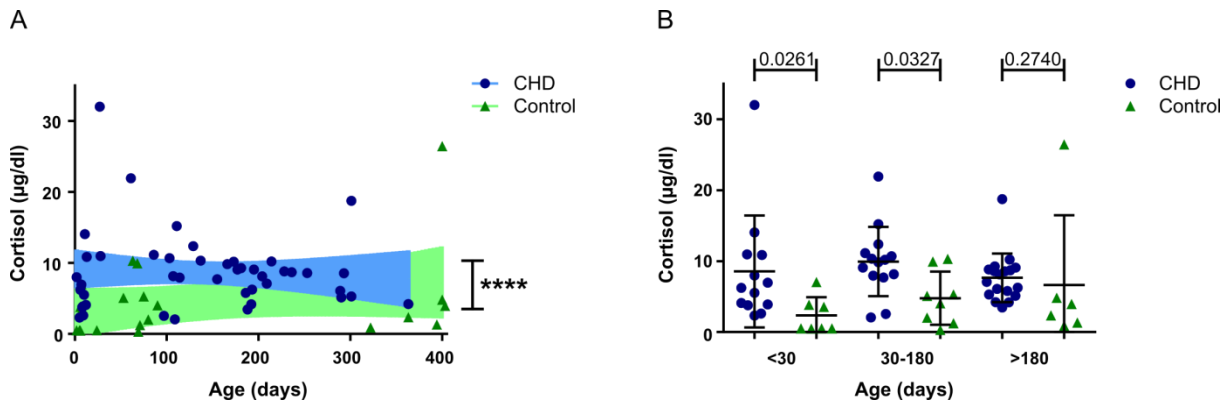 A
CHD
Control
Cortisol (µg/dl)
30
20
10
0
0
100
200
300
400
Age (days)
****
B
0.0261
0.0327
0.2740
CHD
Control
Cortisol (µg/dl)
30
20
10
0
<30
30-180
>180
Age (days)